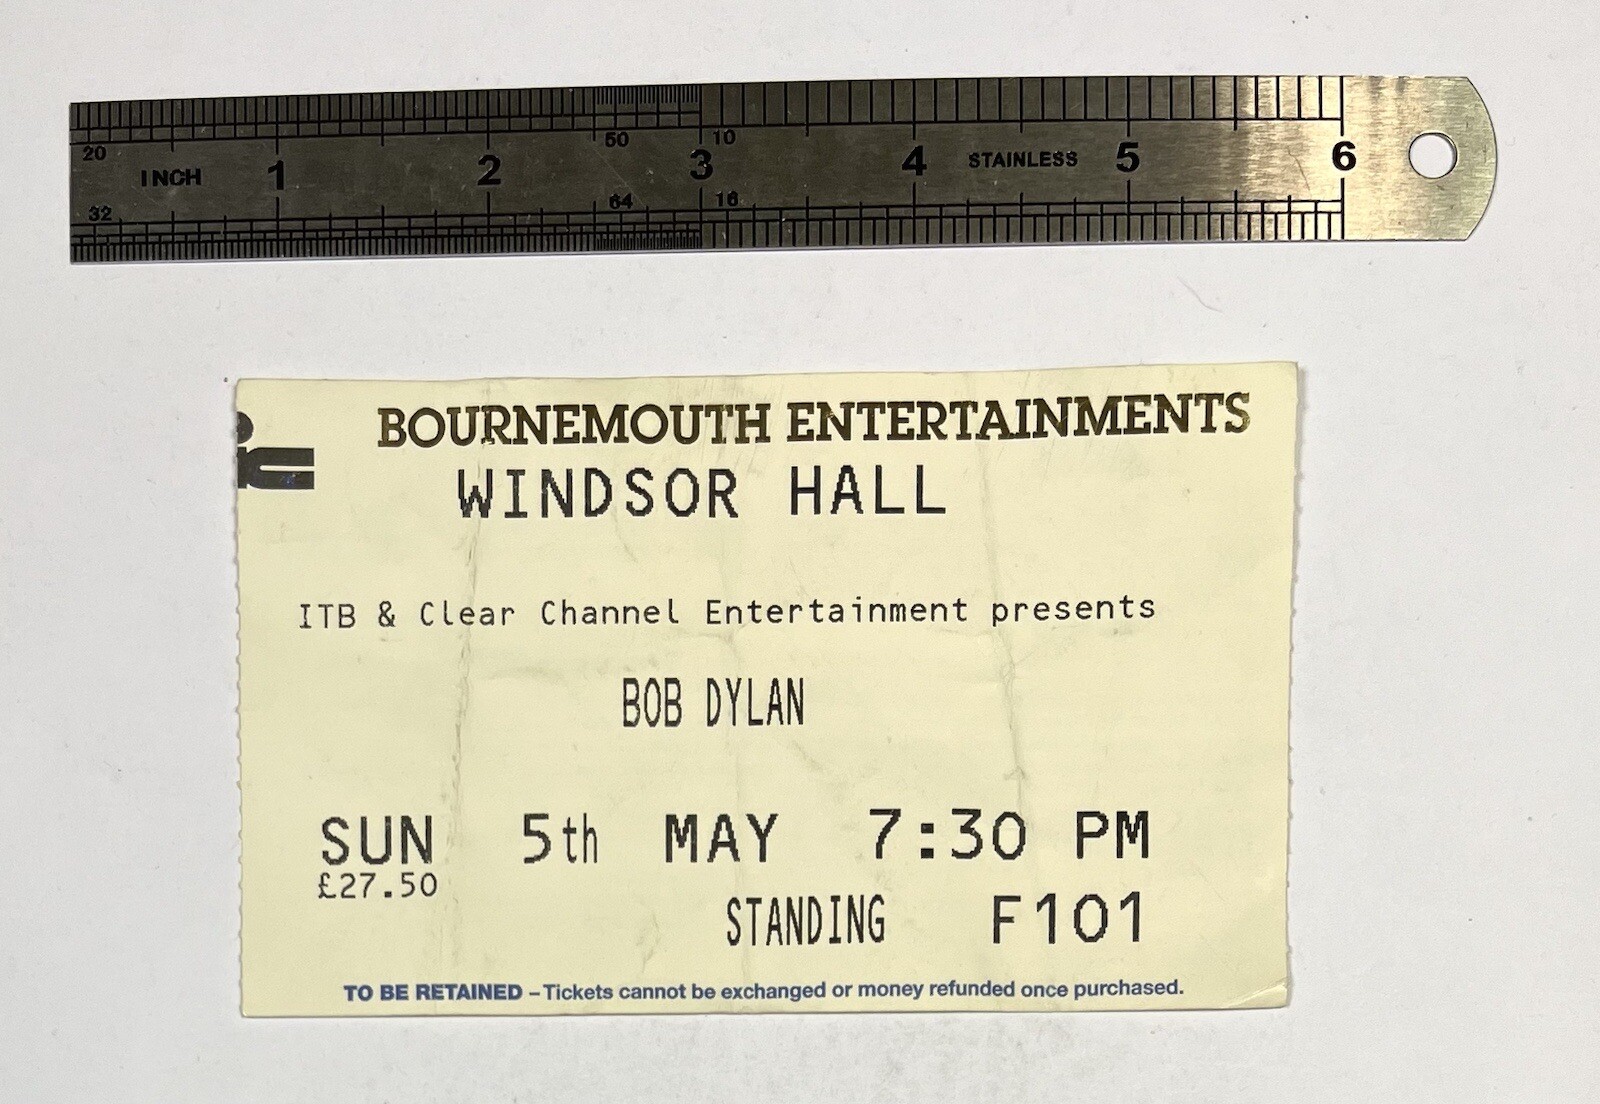 20 50 10
INCH 1 2 3 4 STAINLESS 5 6
32 64 16
BOURNEMOUTH ENTERTAINMENTS
WINDSOR HALL
ITB & Clear Channel Entertainment presents
BOB DYLAN
SUN 5th MAY 7:30 PM
£27.50
STANDING F101
TO BE RETAINED – Tickets cannot be exchanged or money refunded once purchased.